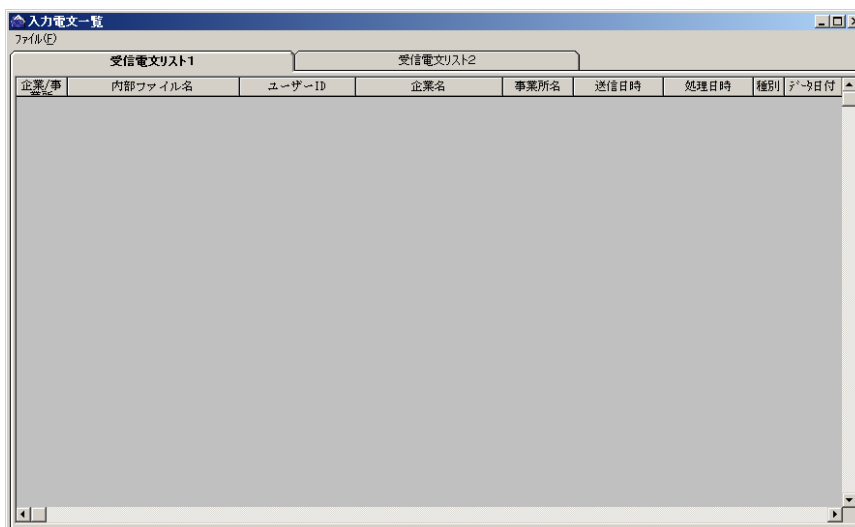 入力電文一覧
ファイル(F)
受信電文リスト1 受信電文リスト2
企業/事 内部ファイル名 ユーザーID 企業名 事業所名 送信日時 処理日時 種別 データ日付